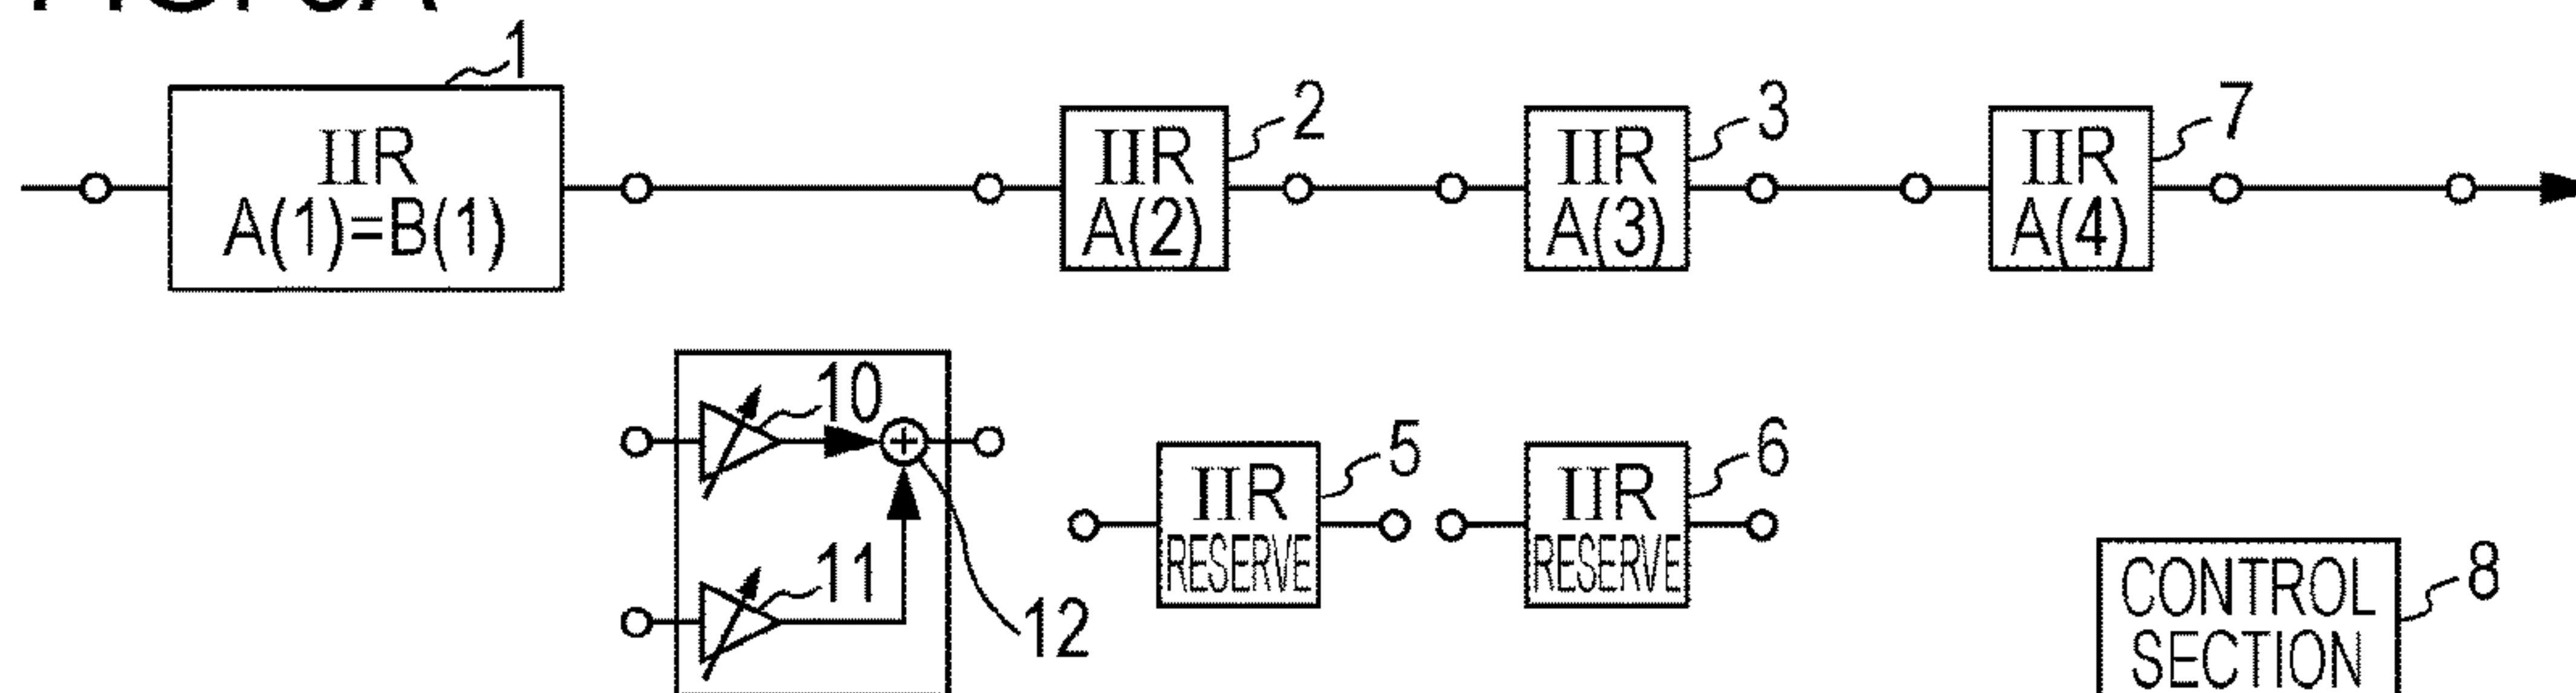 1
IIR
A(1)=B(1)
2
IIR
A(2)
3
IIR
A(3)
7
IIR
A(4)
10
11
12
5
IIR
RESERVE
6
IIR
RESERVE
8
CONTROL
SECTION